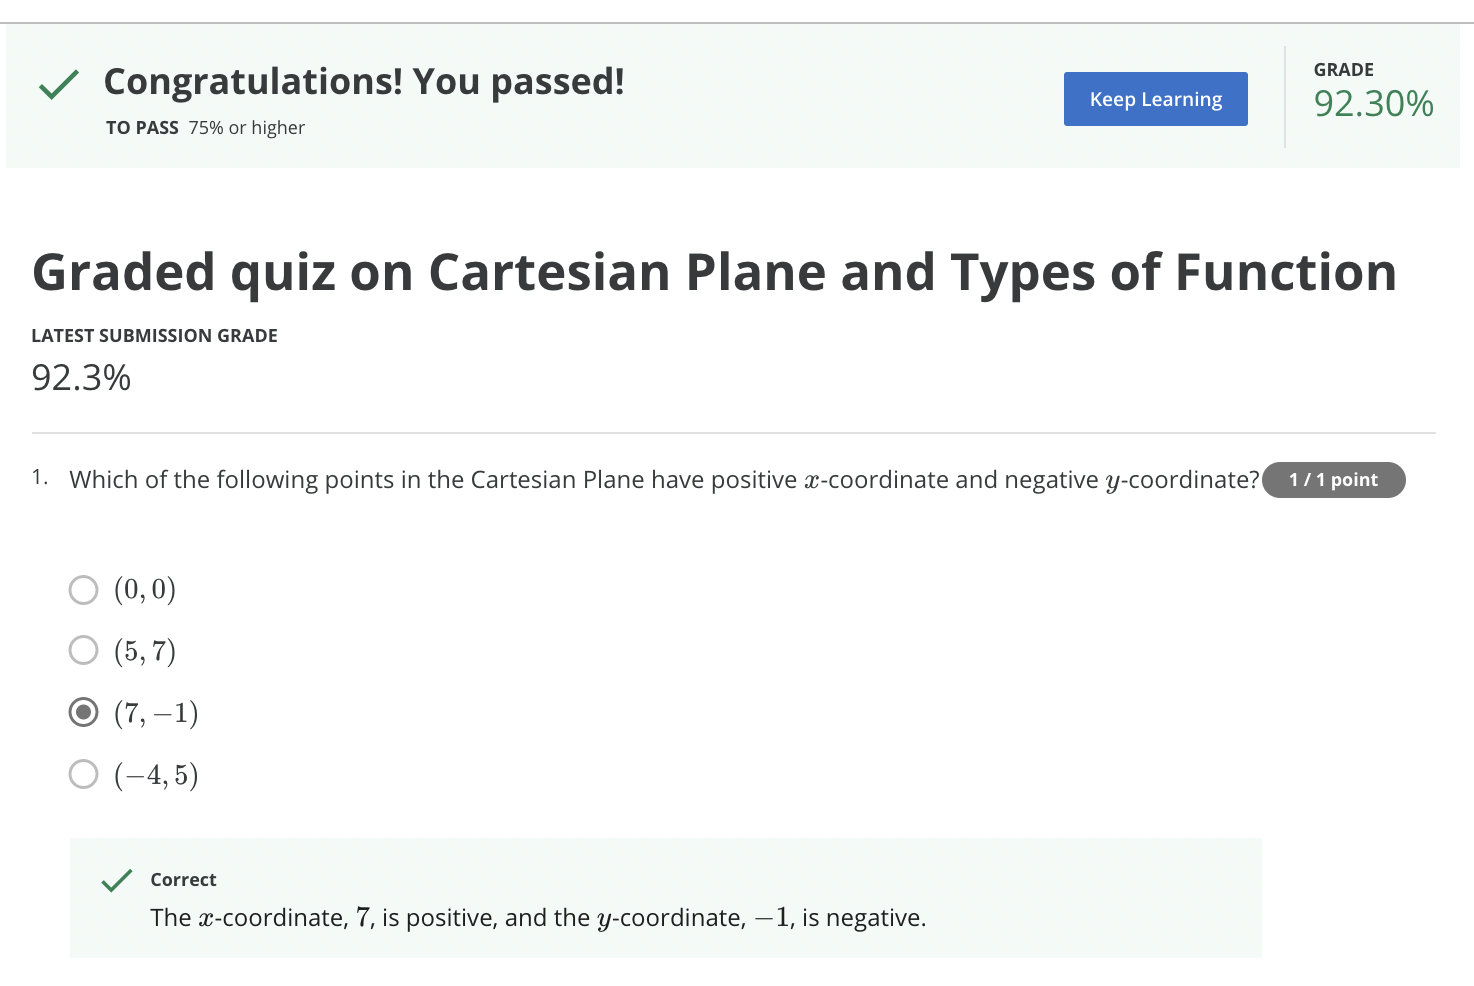 Congratulations! You passed!
TO PASS 75% or higher
Keep Learning
GRADE
92.30%
Graded quiz on Cartesian Plane and Types of Function
LATEST SUBMISSION GRADE
92.3%
1. Which of the following points in the Cartesian Plane have positive x-coordinate and negative y-coordinate? 1 / 1 point
(0, 0)
(5, 7)
(7, −1)
(−4, 5)
Correct
The x-coordinate, 7, is positive, and the y-coordinate, −1, is negative.